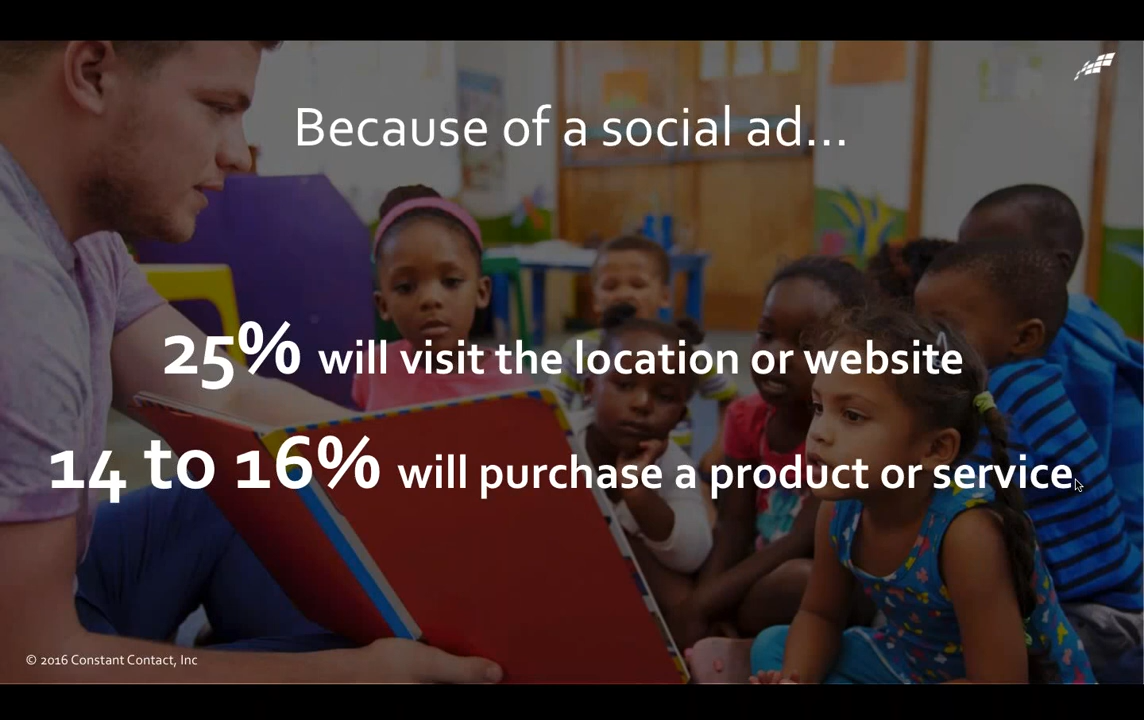 Because of a social ad...
25% will visit the location or website
14 to 16% will purchase a product or service.
© 2016 Constant Contact, Inc